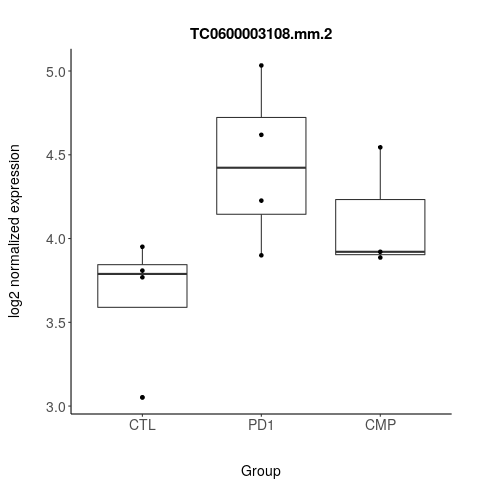 TC0600003108.mm.2
log2 normalized expression
5.0
4.5
4.0
3.5
3.0
CTL PD1 CMP
Group